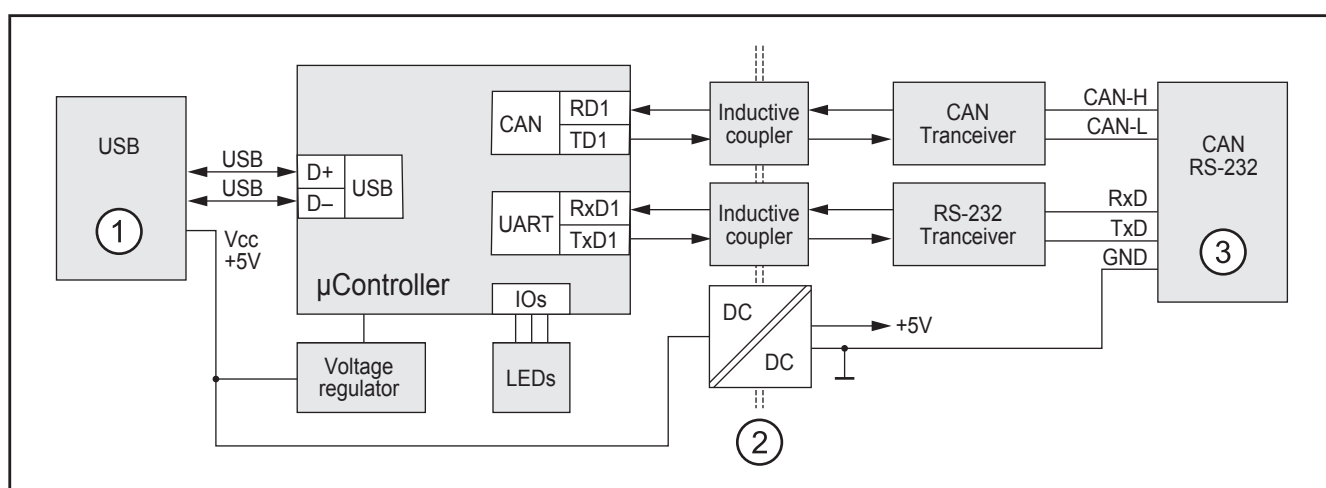 USB
1
USB
USB
Vcc
+5V
D+
D–
USB
µController
CAN
RD1
TD1
UART
RxD1
TxD1
IOs
Voltage
regulator
LEDs
Inductive
coupler
Inductive
coupler
DC
DC
2
+5V
CAN
Tranceiver
RS-232
Tranceiver
CAN-H
CAN-L
RxD
TxD
GND
CAN
RS-232
3